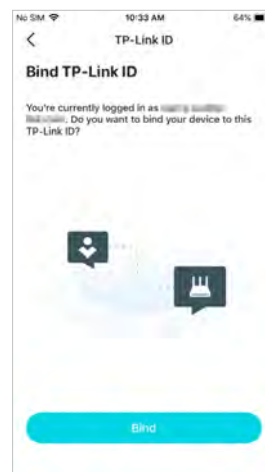 No SIM 10:33 AM 64%
TP-Link ID
Bind TP-Link ID
You're currently logged in as
. Do you want to bind your device to this
TP-Link ID?
Bind